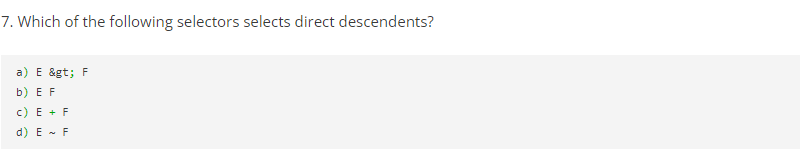 7. Which of the following selectors selects direct descendents?
a) E &gt; F
b) E F
c) E + F
d) E ~ F